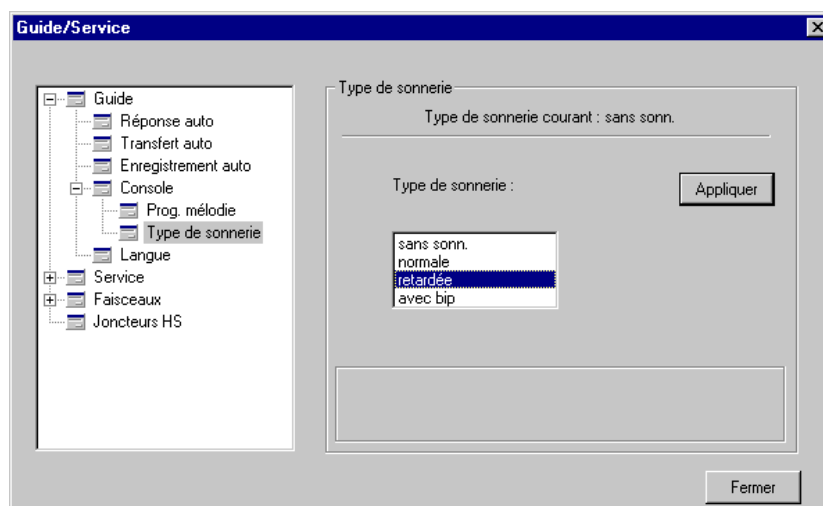 Guide/Service
Guide
Réponse auto
Transfert auto
Enregistrement auto
Console
Prog. mélodie
Type de sonnerie
Langue
Service
Faisceaux
Joncteurs HS
Type de sonnerie
Type de sonnerie courant : sans sonn.
Type de sonnerie :
Appliquer
sans sonn.
normale
retardée
avec bip
Fermer